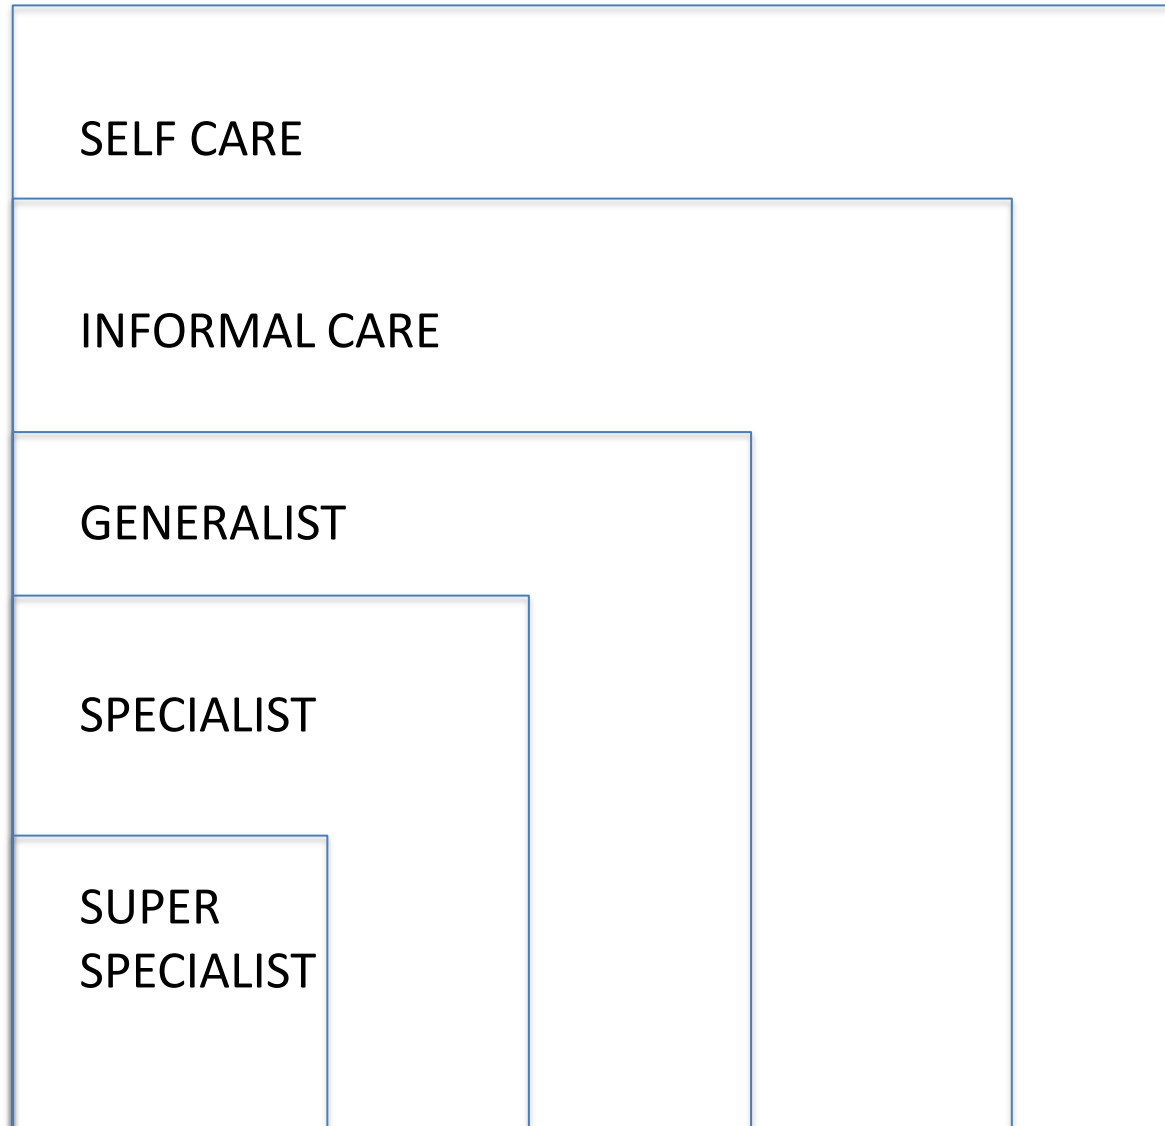 SELF CARE
INFORMAL CARE
GENERALIST
SPECIALIST
SUPER
SPECIALIST